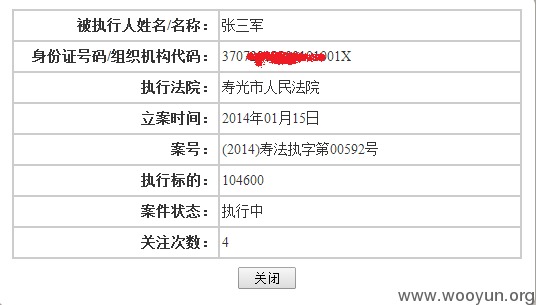 被执行人姓名/名称： 张三军
身份证号码/组织机构代码： 3707 001X
执行法院： 寿光市人民法院
立案时间： 2014年01月15日
案号： (2014)寿法执字第00592号
执行标的： 104600
案件状态： 执行中
关注次数： 4
关闭
www.wooyun.org